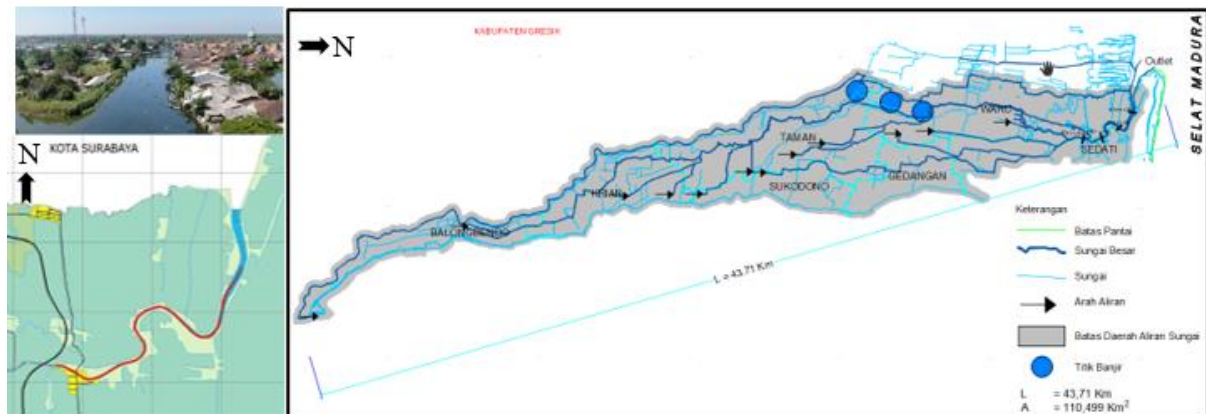 N
KOTA SURABAYA
N
KABUPATEN GRESIK
Outlet
SELAT MADURA
WARU
TAMAN
SEDATI
GEDANGAN
SUKODONO
KRIAN
BALONGBENDO
L = 43,71 Km
Keterangan
Batas Pantai
Sungai Besar
Sungai
Arah Aliran
Batas Daerah Aliran Sungai
Titik Banjir
L = 43,71 Km
A = 110,499 Km²